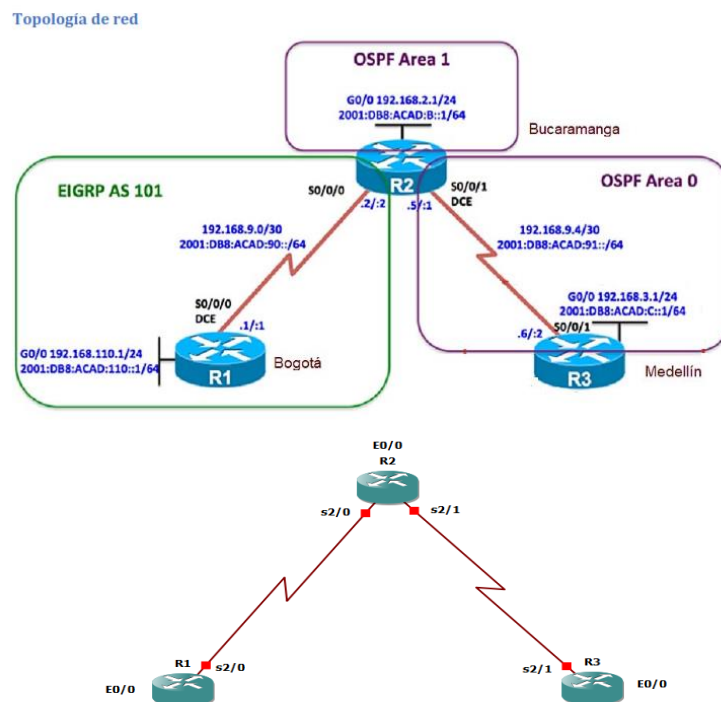 Topología de red
OSPF Area 1
G0/0 192.168.2.1/24
2001:DB8:ACAD:B::1/64
Bucaramanga
EIGRP AS 101
S0/0/0
R2
S0/0/1
DCE
OSPF Area 0
.2/:2
.5/:1
192.168.9.0/30
2001:DB8:ACAD:90::/64
192.168.9.4/30
2001:DB8:ACAD:91::/64
S0/0/0
DCE
.1/:1
G0/0 192.168.3.1/24
2001:DB8:ACAD:C::1/64
.6/:2
S0/0/1
G0/0 192.168.110.1/24
2001:DB8:ACAD:110::1/64
R1
Bogotá
R3
Medellín
E0/0
R2
s2/0
s2/1
R1
s2/0
E0/0
R3
s2/1
E0/0